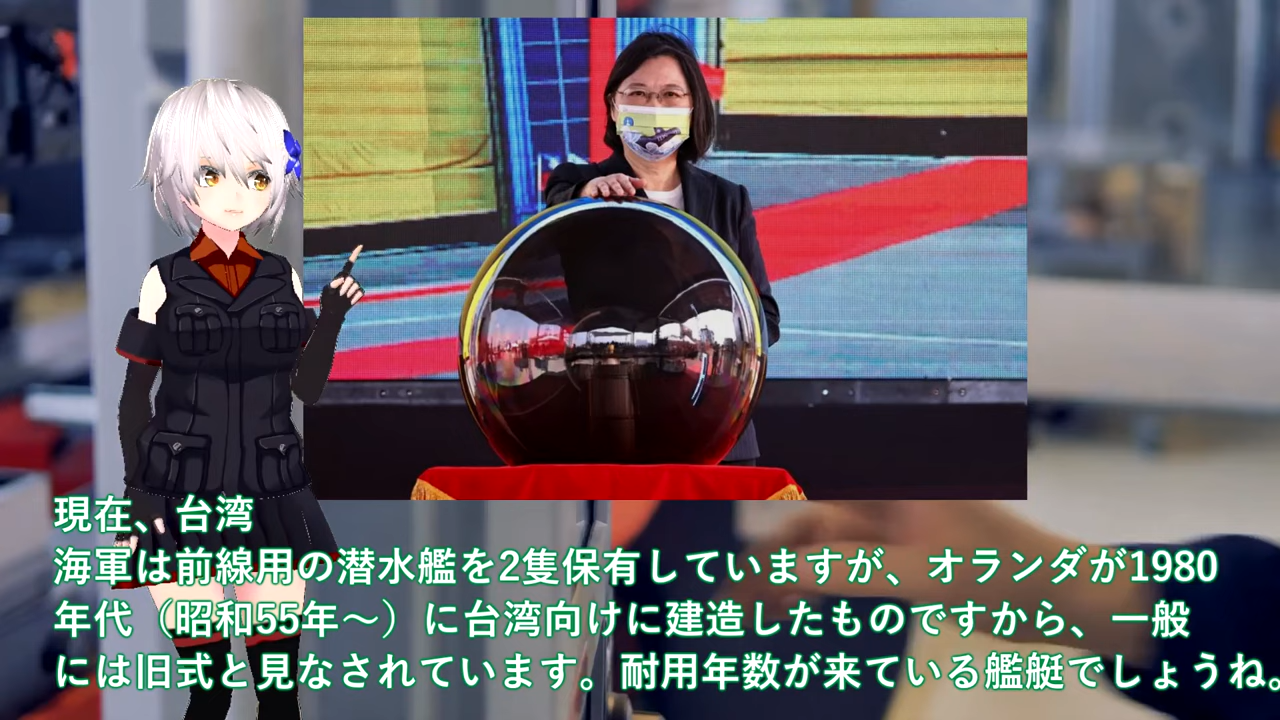 現在、台湾
海軍は前線用の潜水艦を2隻保有していますが、オランダが1980
年代（昭和55年～）に台湾向けに建造したものですから、一般
には旧式と見なされています。耐用年数が来ている艦艇でしょうね。